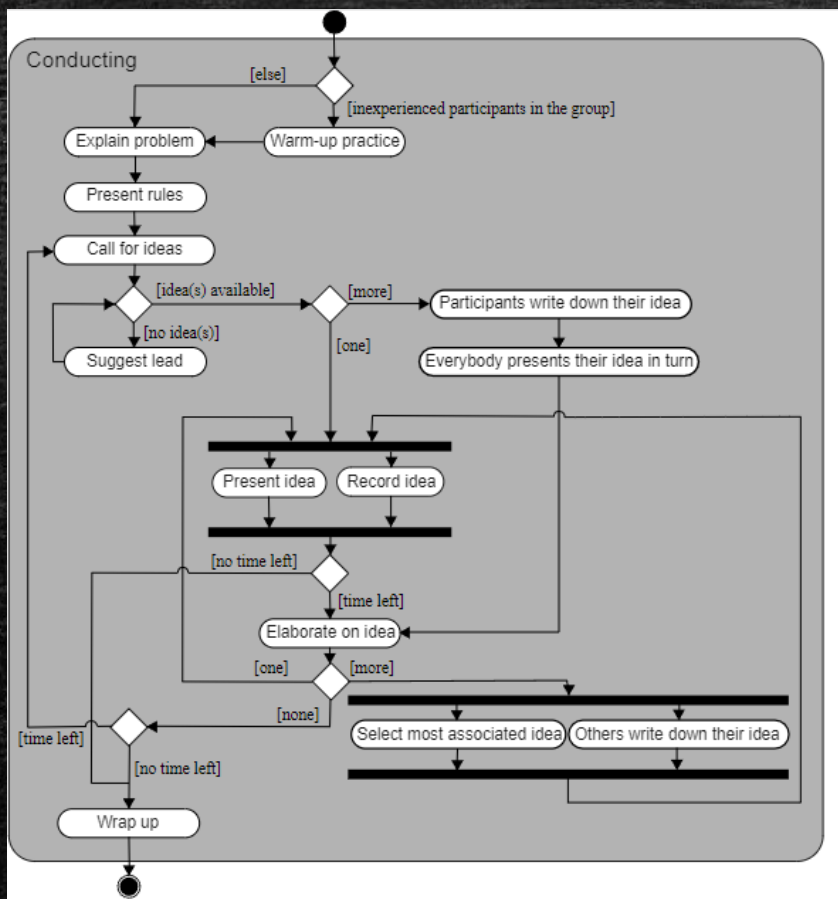 Conducting
[else]
[inexperienced participants in the group]
Explain problem
Warm-up practice
Present rules
Call for ideas
[idea(s) available]
[more]
Participants write down their idea
[no idea(s)]
[one]
Suggest lead
Everybody presents their idea in turn
Present idea
Record idea
[no time left]
[time left]
Elaborate on idea
[one]
[more]
[none]
Select most associated idea
Others write down their idea
[time left]
[no time left]
Wrap up